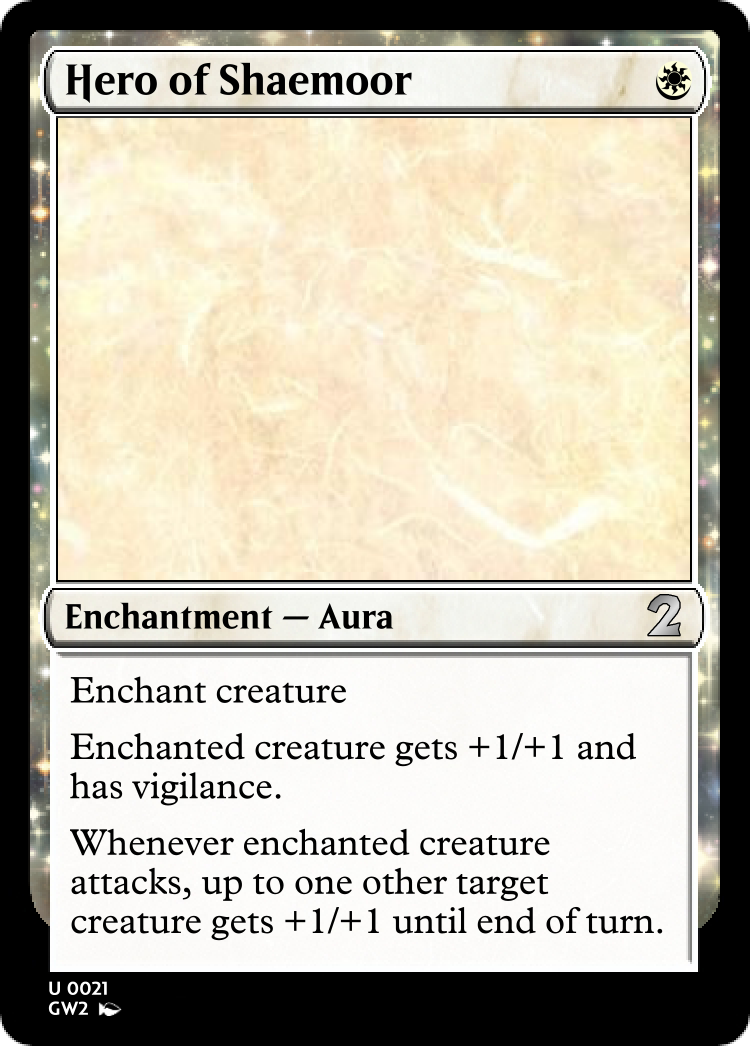 Hero of Shaemoor
Enchantment — Aura
2
Enchant creature
Enchanted creature gets +1/+1 and
has vigilance.
Whenever enchanted creature
attacks, up to one other target
creature gets +1/+1 until end of turn.
U 0021
GW2